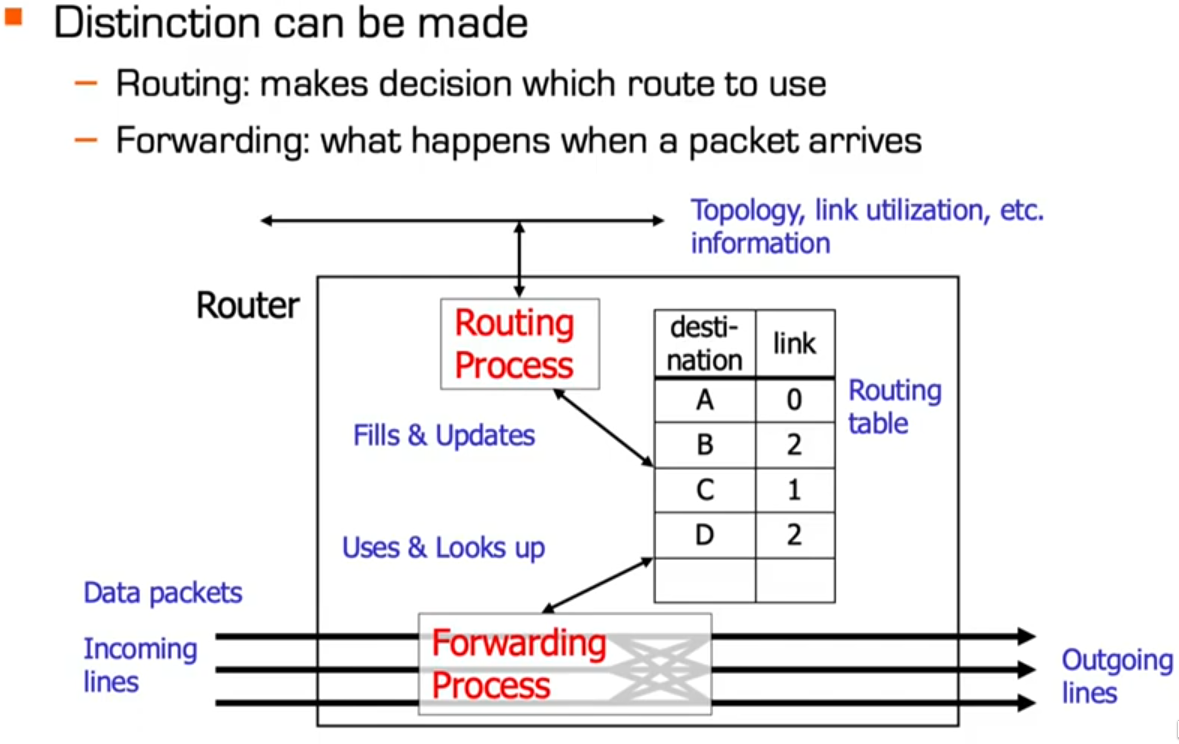 Distinction can be made
– Routing: makes decision which route to use
– Forwarding: what happens when a packet arrives
Topology, link utilization, etc.
information
Router
Routing
Process
desti-
nation
link
A
0
B
2
C
1
D
2
Routing
table
Fills & Updates
Uses & Looks up
Data packets
Incoming
lines
Forwarding
Process
Outgoing
lines